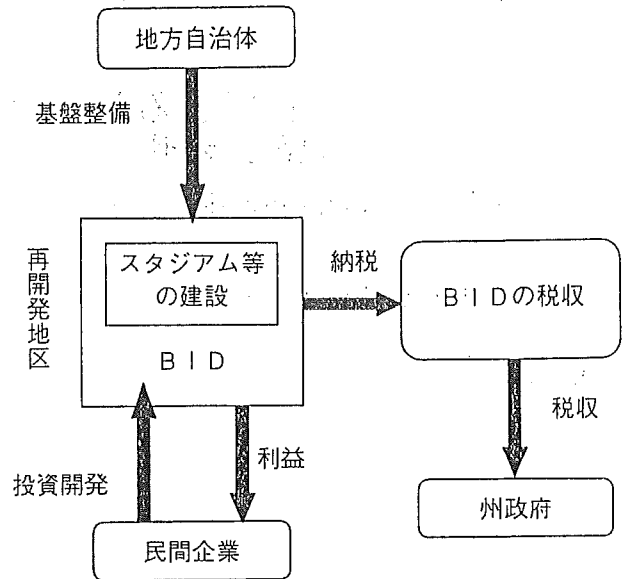 地方自治体
基盤整備
再開発地区
スタジアム等
の建設
BID
納税
BIDの税収
税収
州政府
投資開発
利益
民間企業